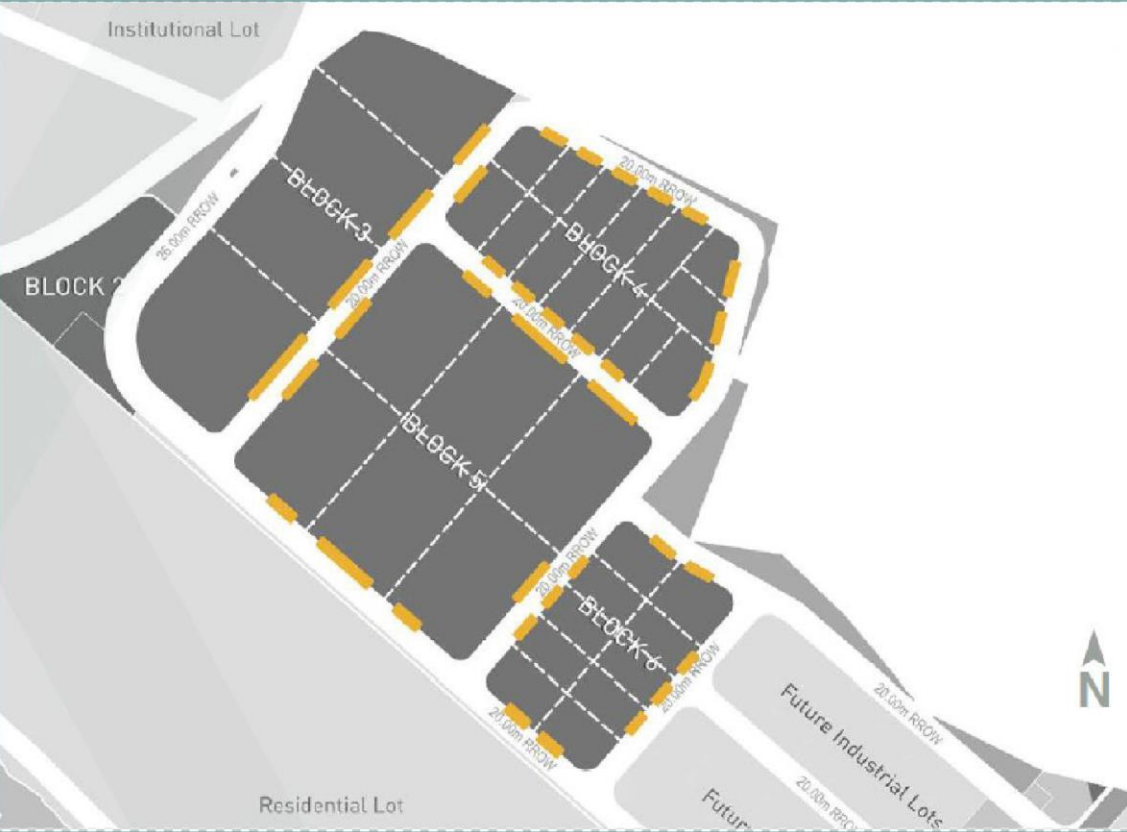 Institutional Lot
20.00m RROW
BLOCK 3
26.00m RROW
BLOCK 4
20.00m RROW
BLOCK 2
20.00m RROW
BLOCK 5
20.00m RROW
BLOCK 6
20.00m RROW
N
Future Industrial Lots
20.00m RROW
20.00m RROW
20.00m RROW
Futur
Residential Lot